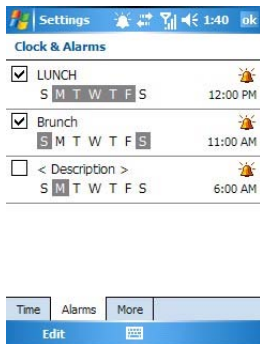 Settings 1:40 ok
Clock & Alarms
LUNCH
S M T W T F S 12:00 PM
Brunch
S M T W T F S 11:00 AM
< Description >
S M T W T F S 6:00 AM
Time Alarms More
Edit